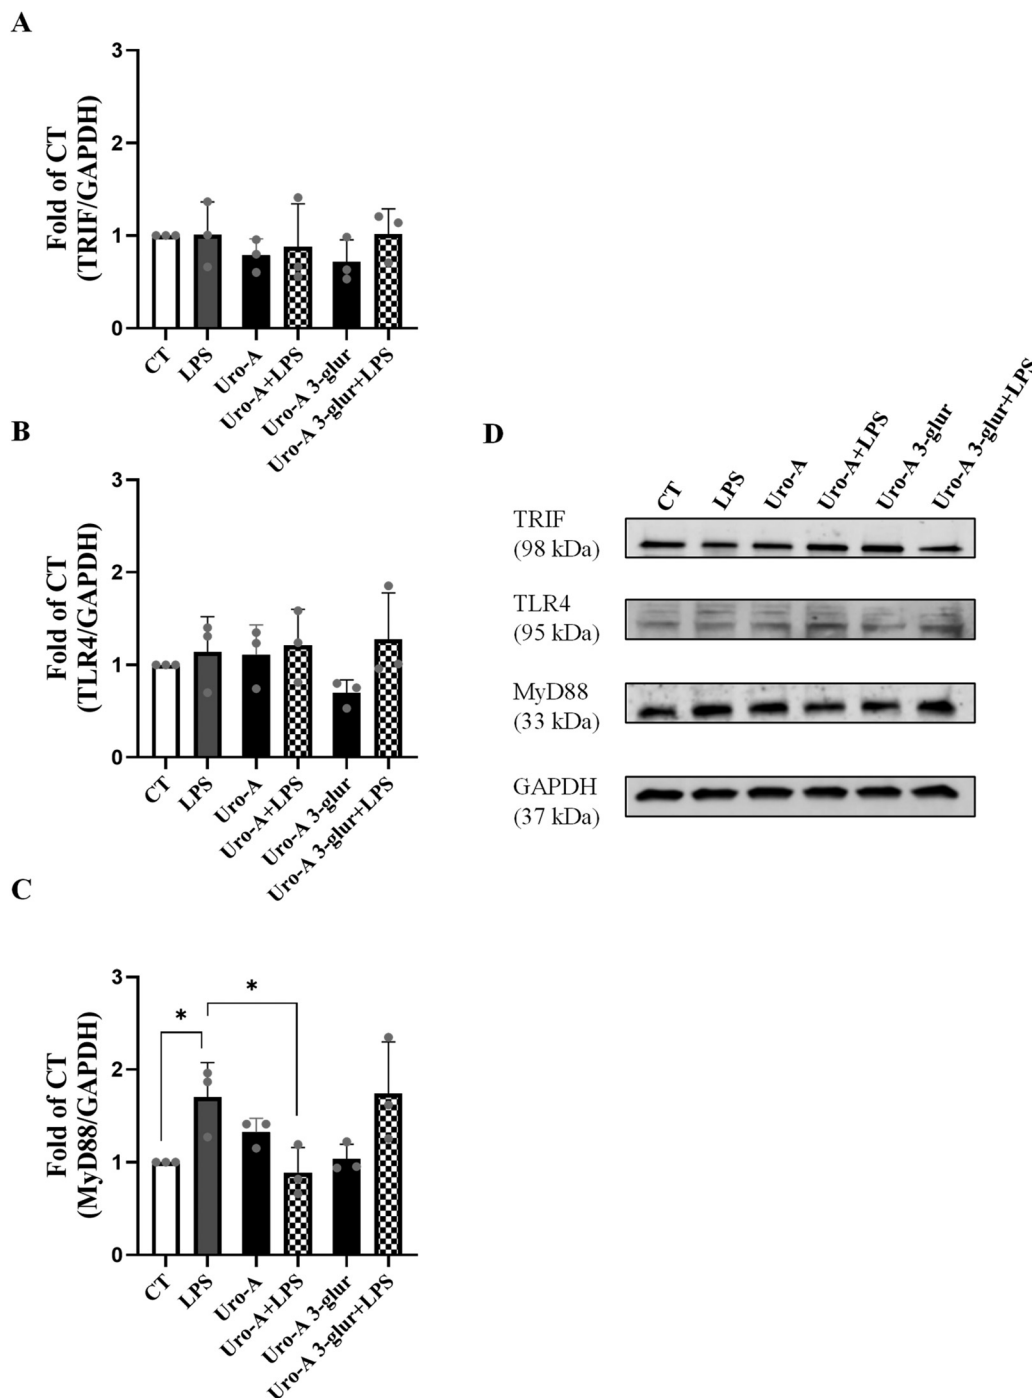 A
3
2
1
0
Fold of CT
(TRIF/GAPDH)
CT
LPS
Uro-A
Uro-A+LPS
Uro-A 3-glur
Uro-A 3-glur+LPS
B
3
2
1
0
Fold of CT
(TLR4/GAPDH)
CT
LPS
Uro-A
Uro-A+LPS
Uro-A 3-glur
Uro-A 3-glur+LPS
C
3
2
1
0
Fold of CT
(MyD88/GAPDH)
*
*
CT
LPS
Uro-A
Uro-A+LPS
Uro-A 3-glur
Uro-A 3-glur+LPS
D
CT
LPS
Uro-A
Uro-A+LPS
Uro-A 3-glur
Uro-A 3-glur+LPS
TRIF
(98 kDa)
TLR4
(95 kDa)
MyD88
(33 kDa)
GAPDH
(37 kDa)